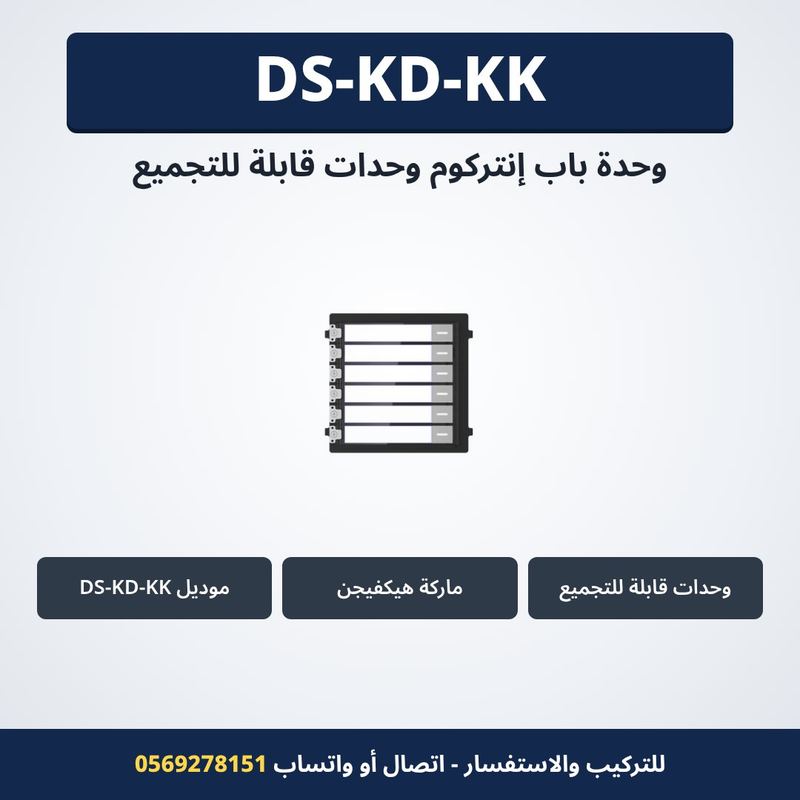 DS-KD-KK
وحدة باب إنتركوم وحدات قابلة للتجميع
وحدات قابلة للتجميع
ماركة هيكفيجن
موديل DS-KD-KK
للتركيب والاستفسار - اتصال أو واتساب 0569278151